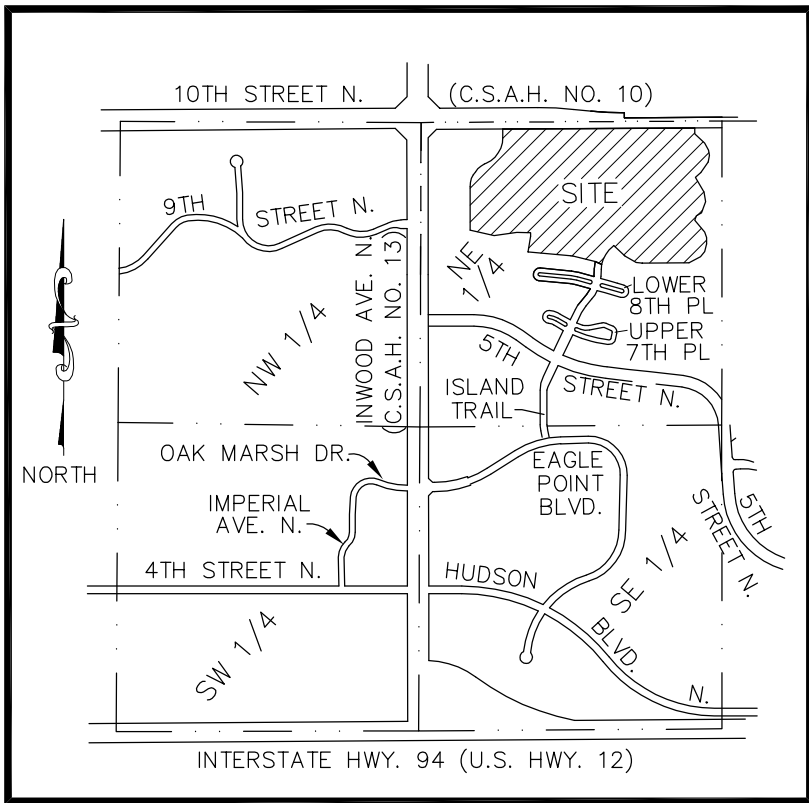 10TH STREET N.
(C.S.A.H. NO. 10)
9TH
STREET N.
SITE
NE
1/4
INWOOD AVE. N.
(C.S.A.H. NO. 13)
NW 1/4
LOWER
8TH PL
UPPER
7TH PL
5TH
STREET N.
ISLAND
TRAIL
NORTH
OAK MARSH DR.
EAGLE
POINT
BLVD.
IMPERIAL
AVE. N.
5TH
STREET N.
4TH STREET N.
HUDSON
BLVD.
N.
SE 1/4
SW 1/4
INTERSTATE HWY. 94 (U.S. HWY. 12)